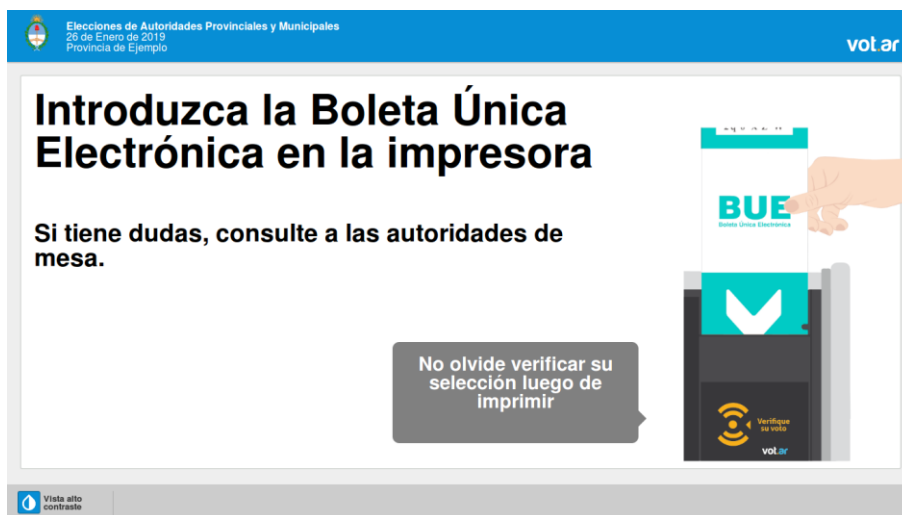 Elecciones de Autoridades Provinciales y Municipales
26 de Enero de 2019
Provincia de Ejemplo
vot.ar
Introduzca la Boleta Única
Electrónica en la impresora
Si tiene dudas, consulte a las autoridades de
mesa.
BUE
Boleta Única Electrónica
No olvide verificar su
selección luego de
imprimir
Verifique
su voto
vot.ar
Vista alto
contraste